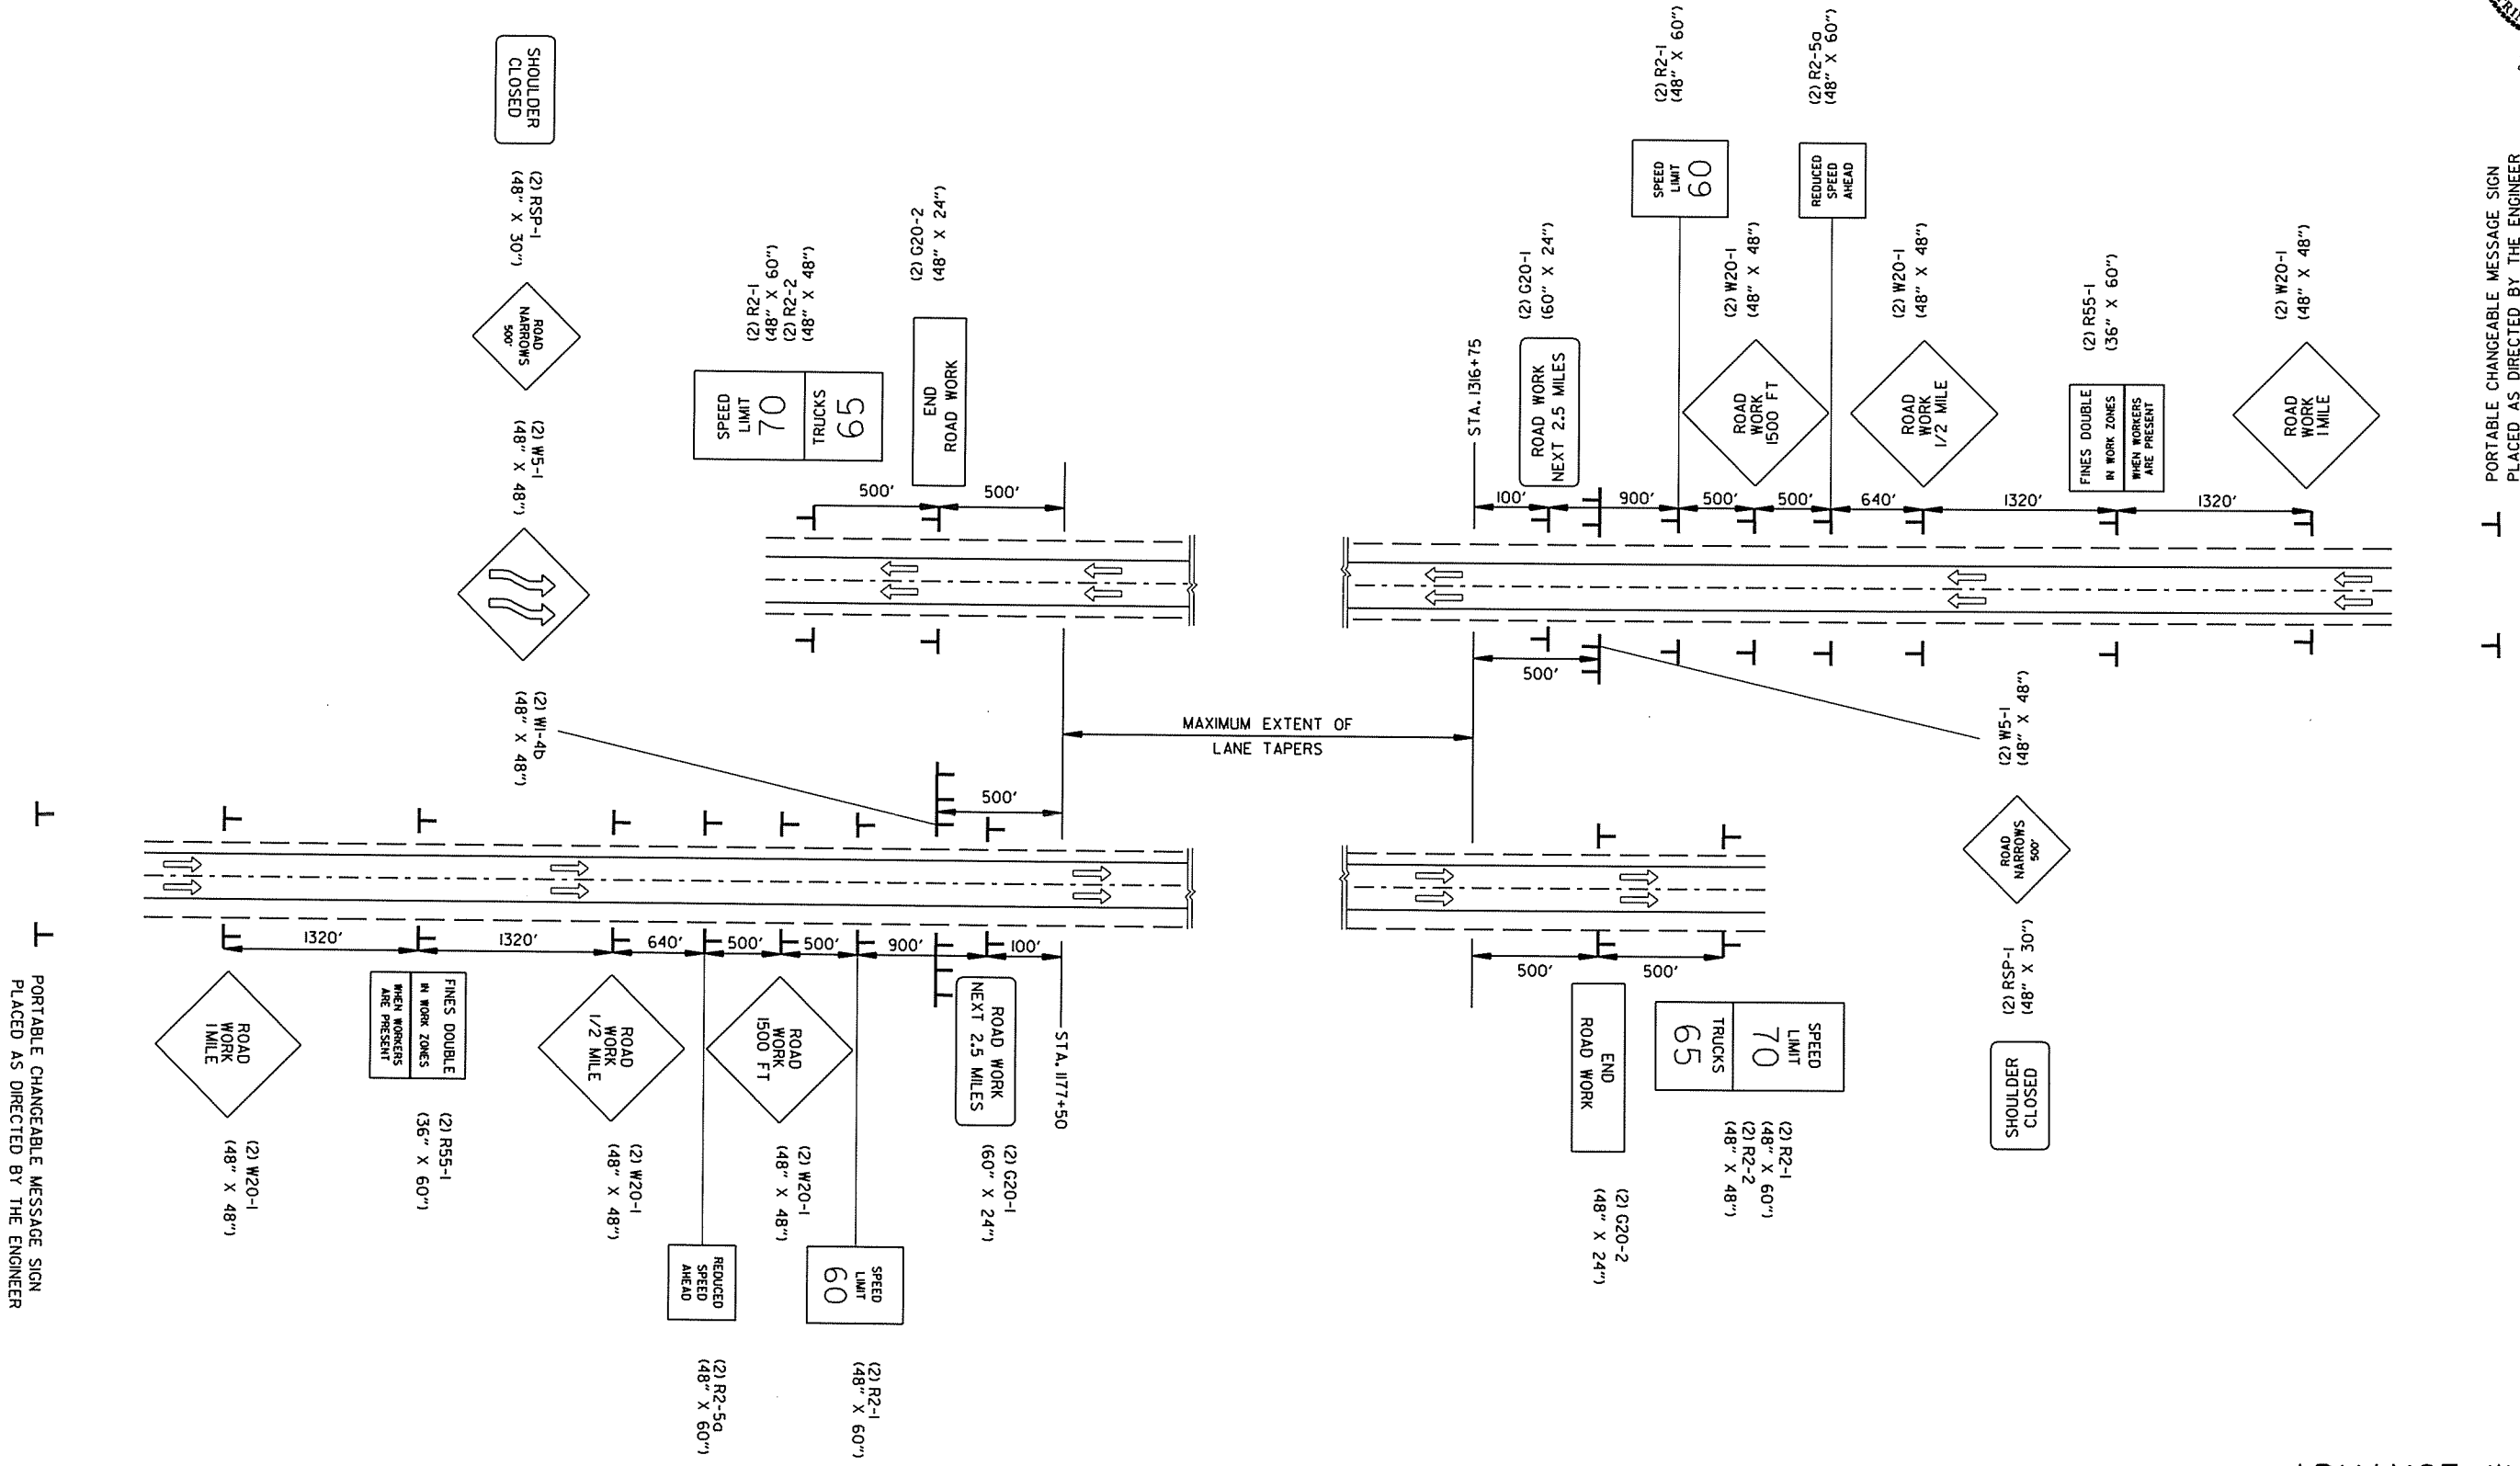 PORTABLE CHANGEABLE MESSAGE SIGN
PLACED AS DIRECTED BY THE ENGINEER
(2) R2-1
(48" X 60")
SPEED
LIMIT
60
(2) R2-5a
(48" X 60")
REDUCED
SPEED
AHEAD
(2) G20-1
(60" X 24")
ROAD WORK
NEXT 2.5 MILES
(2) W20-1
(48" X 48")
ROAD
WORK
1500 FT
(2) W20-1
(48" X 48")
ROAD
WORK
1/2 MILE
(2) R55-1
(36" X 60")
FINES DOUBLE
IN WORK ZONES
WHEN WORKERS
ARE PRESENT
(2) W20-1
(48" X 48")
ROAD
WORK
1 MILE
STA. 1316+75
100'
900'
500'
500'
640'
1320'
1320'
500'
SHOULDER
CLOSED
(2) RSP-1
(48" X 30")
ROAD
NARROWS
500'
(2) W5-1
(48" X 48")
(2) W1-4b
(48" X 48")
(2) R2-1
(48" X 60")
(2) R2-2
(48" X 48")
SPEED
LIMIT
70
TRUCKS
65
(2) G20-2
(48" X 24")
END
ROAD WORK
500'
500'
MAXIMUM EXTENT OF
LANE TAPERS
500'
(2) W5-1
(48" X 48")
ROAD
NARROWS
500'
(2) RSP-1
(48" X 30")
SHOULDER
CLOSED
1320'
1320'
640'
500'
500'
900'
100'
STA. 1177+50
PORTABLE CHANGEABLE MESSAGE SIGN
PLACED AS DIRECTED BY THE ENGINEER
ROAD
WORK
1 MILE
(2) W20-1
(48" X 48")
FINES DOUBLE
IN WORK ZONES
WHEN WORKERS
ARE PRESENT
(2) R55-1
(36" X 60")
ROAD
WORK
1/2 MILE
(2) W20-1
(48" X 48")
ROAD
WORK
1500 FT
(2) W20-1
(48" X 48")
ROAD WORK
NEXT 2.5 MILES
(2) G20-1
(60" X 24")
REDUCED
SPEED
AHEAD
(2) R2-5a
(48" X 60")
SPEED
LIMIT
60
(2) R2-1
(48" X 60")
500'
500'
END
ROAD WORK
(2) G20-2
(48" X 24")
SPEED
LIMIT
70
TRUCKS
65
(2) R2-1
(48" X 60")
(2) R2-2
(48" X 48")